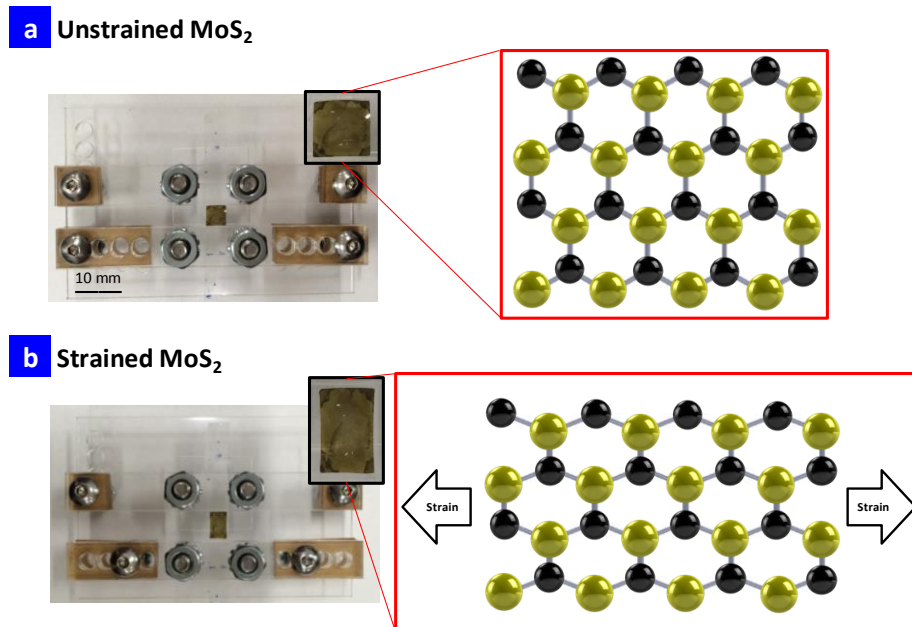 a Unstrained MoS₂
10 mm
b Strained MoS₂
Strain
Strain